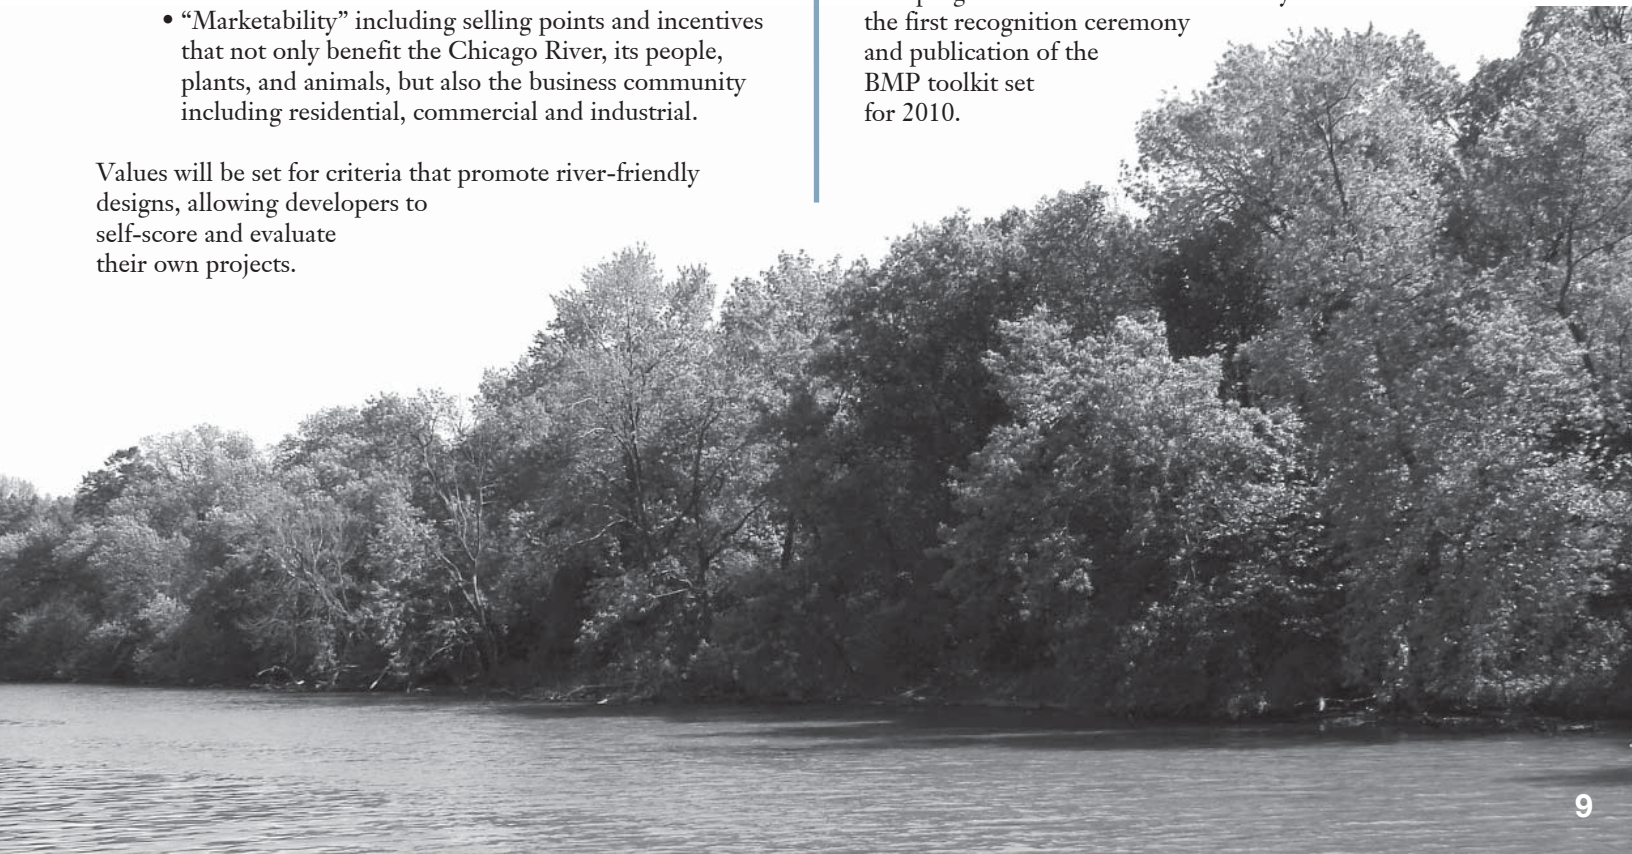 • “Marketability” including selling points and incentives
that not only benefit the Chicago River, its people,
plants, and animals, but also the business community
including residential, commercial and industrial.
Values will be set for criteria that promote river-friendly
designs, allowing developers to
self-score and evaluate
their own projects.
the first recognition ceremony
and publication of the
BMP toolkit set
for 2010.
9